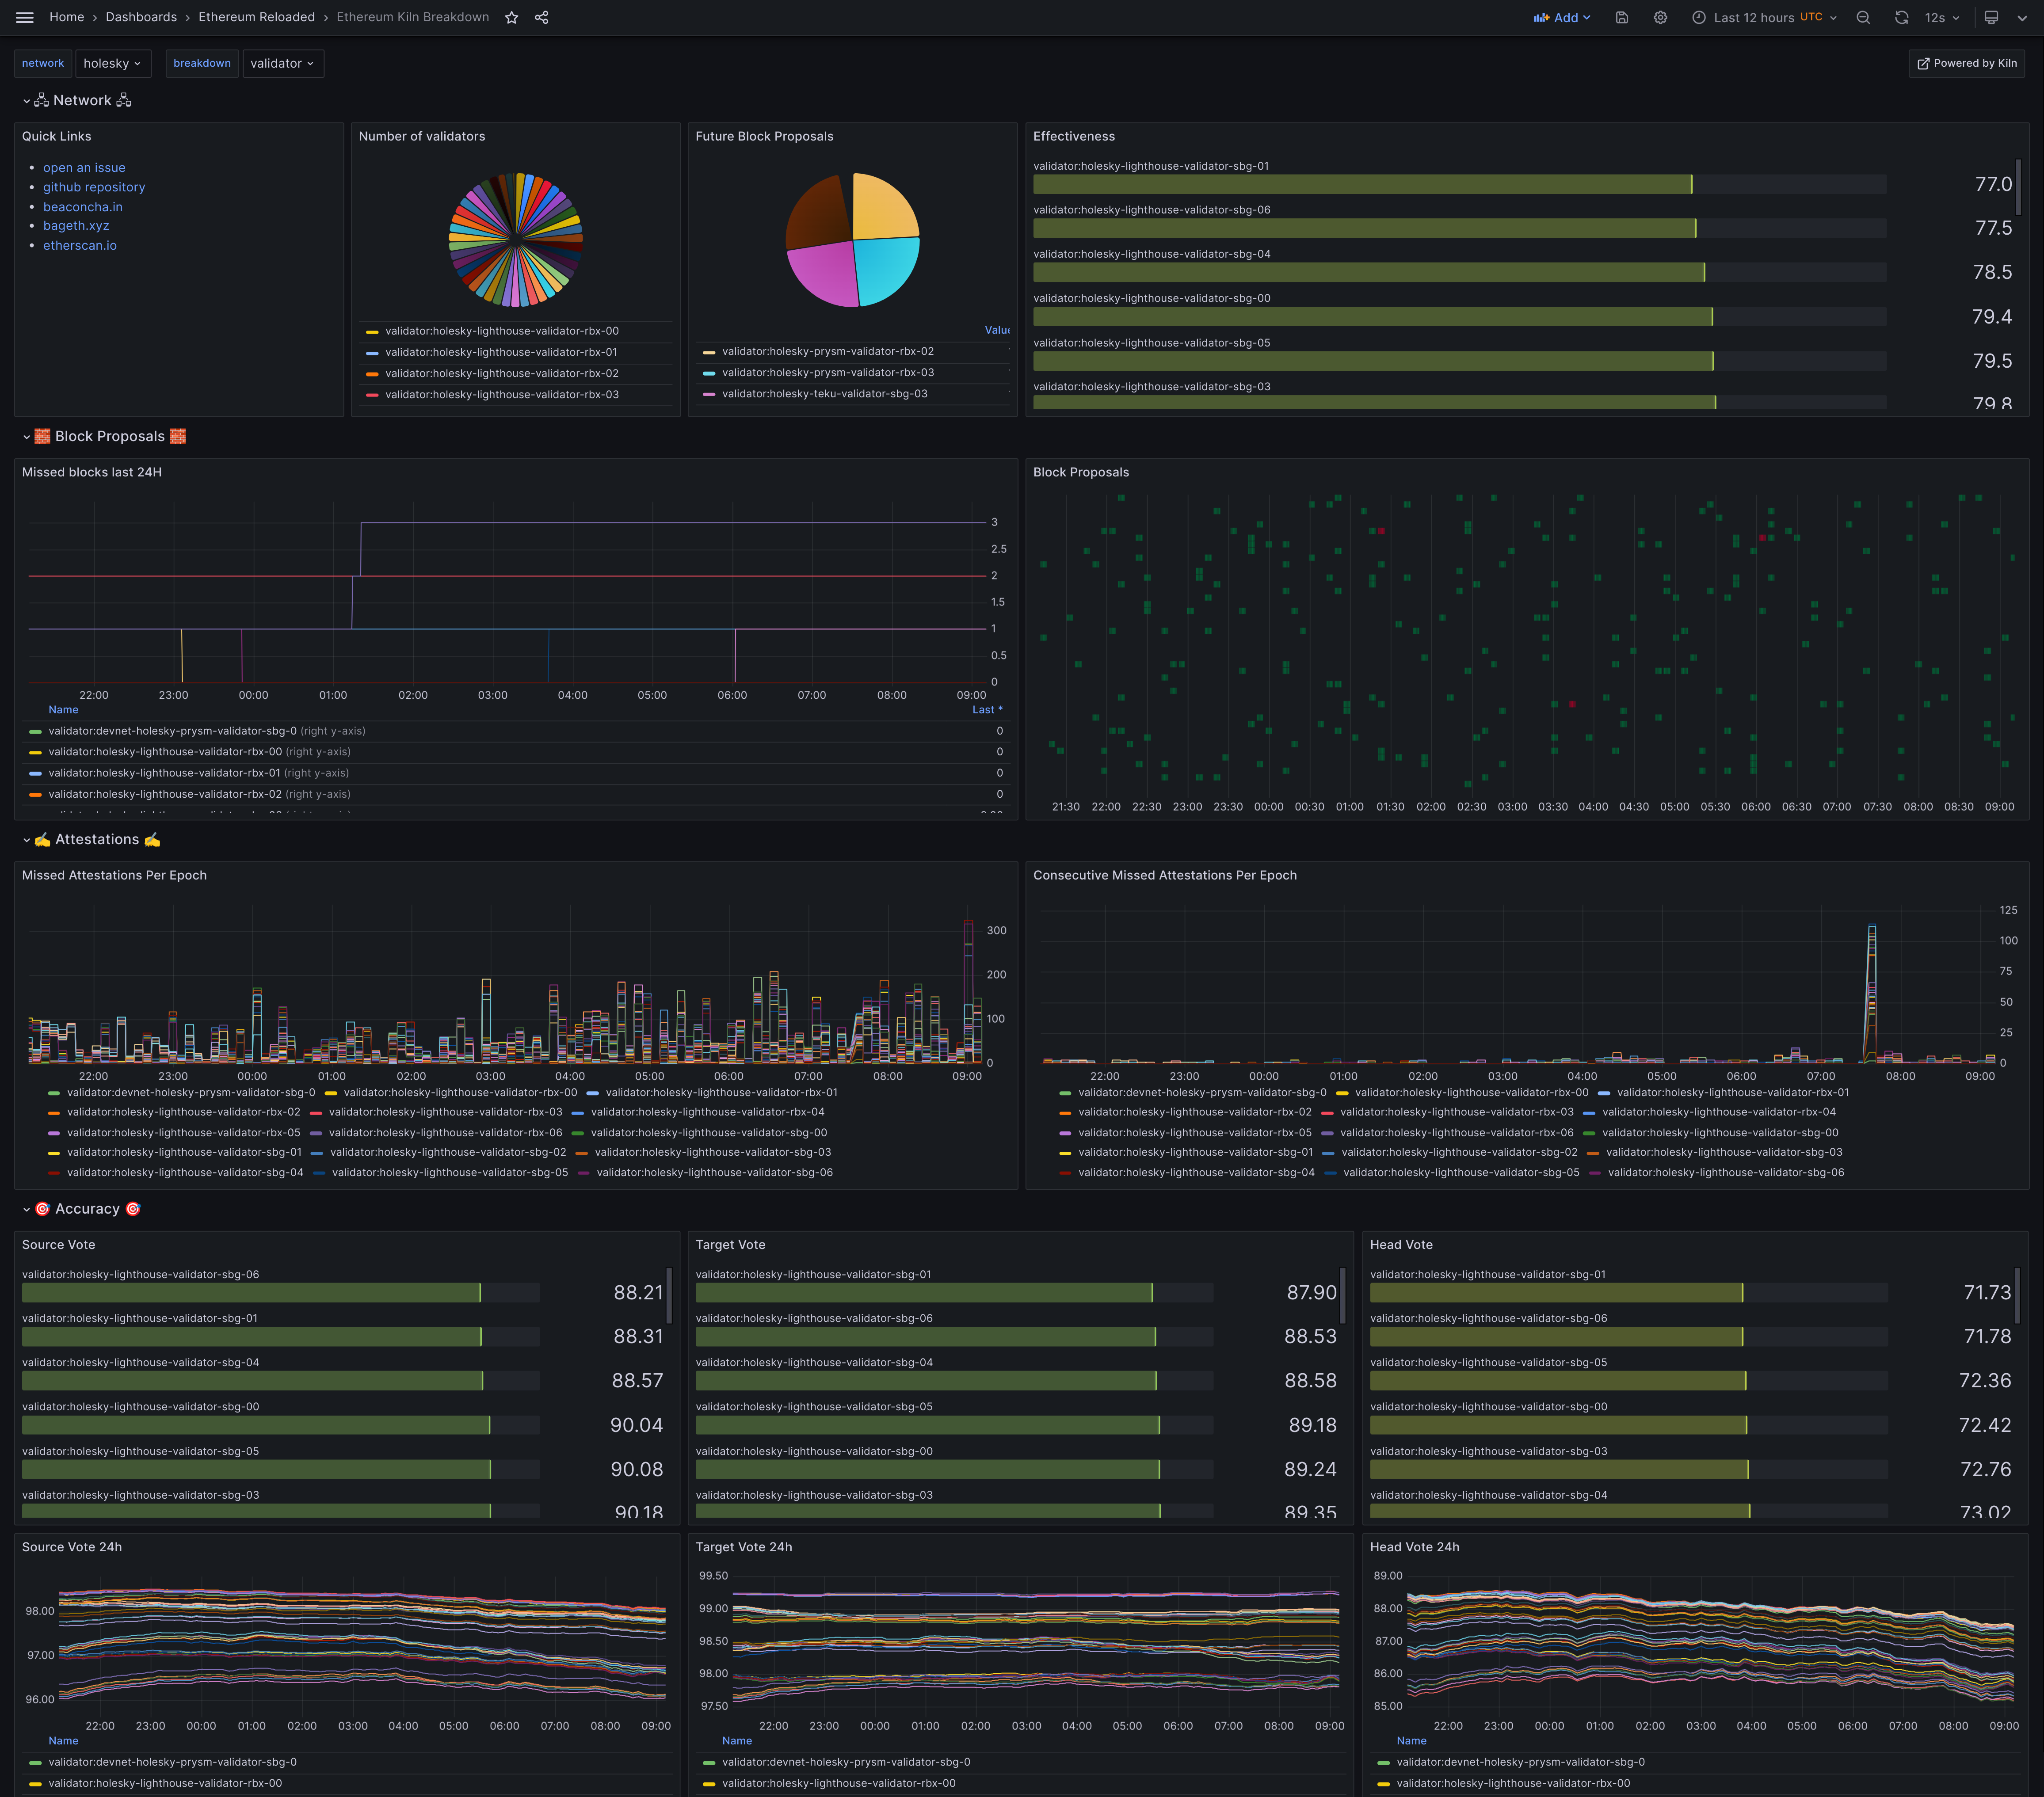 Home › Dashboards › Ethereum Reloaded › Ethereum Kiln Breakdown
Add
Last 12 hours UTC
12s
network holesky breakdown validator
Powered by Kiln
Network
Quick Links
open an issue
github repository
beaconcha.in
bageth.xyz
etherscan.io
Number of validators
validator:holesky-lighthouse-validator-rbx-00
validator:holesky-lighthouse-validator-rbx-01
validator:holesky-lighthouse-validator-rbx-02
validator:holesky-lighthouse-validator-rbx-03
Future Block Proposals
Value
validator:holesky-prysm-validator-rbx-02
validator:holesky-prysm-validator-rbx-03
validator:holesky-teku-validator-sbg-03
Effectiveness
validator:holesky-lighthouse-validator-sbg-01
77.0
validator:holesky-lighthouse-validator-sbg-06
77.5
validator:holesky-lighthouse-validator-sbg-04
78.5
validator:holesky-lighthouse-validator-sbg-00
79.4
validator:holesky-lighthouse-validator-sbg-05
79.5
validator:holesky-lighthouse-validator-sbg-03
79.8
Block Proposals
Missed blocks last 24H
3
2.5
2
1.5
1
0.5
0
22:00 23:00 00:00 01:00 02:00 03:00 04:00 05:00 06:00 07:00 08:00 09:00
Name Last *
validator:devnet-holesky-prysm-validator-sbg-0 (right y-axis) 0
validator:holesky-lighthouse-validator-rbx-00 (right y-axis) 0
validator:holesky-lighthouse-validator-rbx-01 (right y-axis) 0
validator:holesky-lighthouse-validator-rbx-02 (right y-axis) 0
Block Proposals
21:30 22:00 22:30 23:00 23:30 00:00 00:30 01:00 01:30 02:00 02:30 03:00 03:30 04:00 04:30 05:00 05:30 06:00 06:30 07:00 07:30 08:00 08:30 09:00
Attestations
Missed Attestations Per Epoch
300
200
100
0
22:00 23:00 00:00 01:00 02:00 03:00 04:00 05:00 06:00 07:00 08:00 09:00
validator:devnet-holesky-prysm-validator-sbg-0 validator:holesky-lighthouse-validator-rbx-00 validator:holesky-lighthouse-validator-rbx-01
validator:holesky-lighthouse-validator-rbx-02 validator:holesky-lighthouse-validator-rbx-03 validator:holesky-lighthouse-validator-rbx-04
validator:holesky-lighthouse-validator-rbx-05 validator:holesky-lighthouse-validator-rbx-06 validator:holesky-lighthouse-validator-sbg-00
validator:holesky-lighthouse-validator-sbg-01 validator:holesky-lighthouse-validator-sbg-02 validator:holesky-lighthouse-validator-sbg-03
validator:holesky-lighthouse-validator-sbg-04 validator:holesky-lighthouse-validator-sbg-05 validator:holesky-lighthouse-validator-sbg-06
Consecutive Missed Attestations Per Epoch
125
100
75
50
25
0
22:00 23:00 00:00 01:00 02:00 03:00 04:00 05:00 06:00 07:00 08:00 09:00
validator:devnet-holesky-prysm-validator-sbg-0 validator:holesky-lighthouse-validator-rbx-00 validator:holesky-lighthouse-validator-rbx-01
validator:holesky-lighthouse-validator-rbx-02 validator:holesky-lighthouse-validator-rbx-03 validator:holesky-lighthouse-validator-rbx-04
validator:holesky-lighthouse-validator-rbx-05 validator:holesky-lighthouse-validator-rbx-06 validator:holesky-lighthouse-validator-sbg-00
validator:holesky-lighthouse-validator-sbg-01 validator:holesky-lighthouse-validator-sbg-02 validator:holesky-lighthouse-validator-sbg-03
validator:holesky-lighthouse-validator-sbg-04 validator:holesky-lighthouse-validator-sbg-05 validator:holesky-lighthouse-validator-sbg-06
Accuracy
Source Vote
validator:holesky-lighthouse-validator-sbg-06
88.21
validator:holesky-lighthouse-validator-sbg-01
88.31
validator:holesky-lighthouse-validator-sbg-04
88.57
validator:holesky-lighthouse-validator-sbg-00
90.04
validator:holesky-lighthouse-validator-sbg-05
90.08
validator:holesky-lighthouse-validator-sbg-03
90.18
Target Vote
validator:holesky-lighthouse-validator-sbg-01
87.90
validator:holesky-lighthouse-validator-sbg-06
88.53
validator:holesky-lighthouse-validator-sbg-04
88.58
validator:holesky-lighthouse-validator-sbg-05
89.18
validator:holesky-lighthouse-validator-sbg-00
89.24
validator:holesky-lighthouse-validator-sbg-03
89.35
Head Vote
validator:holesky-lighthouse-validator-sbg-01
71.73
validator:holesky-lighthouse-validator-sbg-06
71.78
validator:holesky-lighthouse-validator-sbg-05
72.36
validator:holesky-lighthouse-validator-sbg-00
72.42
validator:holesky-lighthouse-validator-sbg-03
72.76
validator:holesky-lighthouse-validator-sbg-04
73.02
Source Vote 24h
98.00
97.00
96.00
22:00 23:00 00:00 01:00 02:00 03:00 04:00 05:00 06:00 07:00 08:00 09:00
Name
validator:devnet-holesky-prysm-validator-sbg-0
validator:holesky-lighthouse-validator-rbx-00
Target Vote 24h
99.50
99.00
98.50
98.00
97.50
22:00 23:00 00:00 01:00 02:00 03:00 04:00 05:00 06:00 07:00 08:00 09:00
Name
validator:devnet-holesky-prysm-validator-sbg-0
validator:holesky-lighthouse-validator-rbx-00
Head Vote 24h
89.00
88.00
87.00
86.00
85.00
22:00 23:00 00:00 01:00 02:00 03:00 04:00 05:00 06:00 07:00 08:00 09:00
Name
validator:devnet-holesky-prysm-validator-sbg-0
validator:holesky-lighthouse-validator-rbx-00